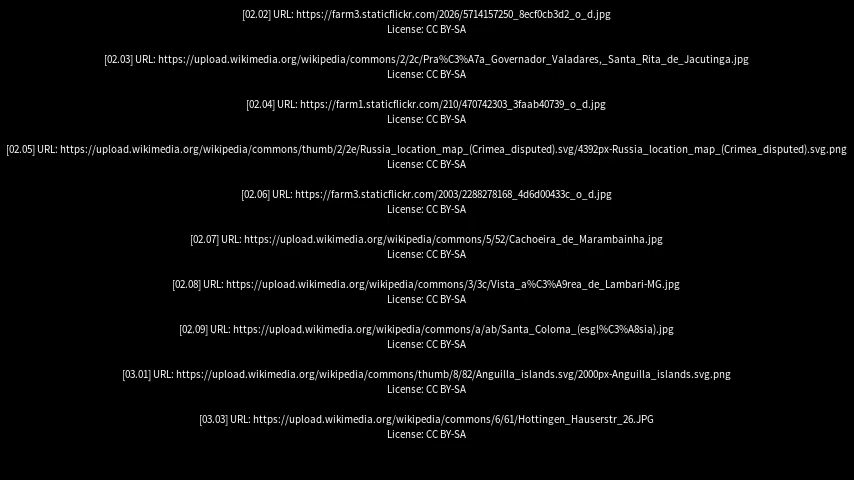 [02.02] URL: https://farm3.staticflickr.com/2026/5714157250_8ecf0cb3d2_o_d.jpg
License: CC BY-SA
[02.03] URL: https://upload.wikimedia.org/wikipedia/commons/2/2c/Pra%C3%A7a_Governador_Valadares,_Santa_Rita_de_Jacutinga.jpg
License: CC BY-SA
[02.04] URL: https://farm1.staticflickr.com/210/470742303_3faab40739_o_d.jpg
License: CC BY-SA
[02.05] URL: https://upload.wikimedia.org/wikipedia/commons/thumb/2/2e/Russia_location_map_(Crimea_disputed).svg/4392px-Russia_location_map_(Crimea_disputed).svg.png
License: CC BY-SA
[02.06] URL: https://farm3.staticflickr.com/2003/2288278168_4d6d00433c_o_d.jpg
License: CC BY-SA
[02.07] URL: https://upload.wikimedia.org/wikipedia/commons/5/52/Cachoeira_de_Marambainha.jpg
License: CC BY-SA
[02.08] URL: https://upload.wikimedia.org/wikipedia/commons/3/3c/Vista_a%C3%A9rea_de_Lambari-MG.jpg
License: CC BY-SA
[02.09] URL: https://upload.wikimedia.org/wikipedia/commons/a/ab/Santa_Coloma_(esgl%C3%A8sia).jpg
License: CC BY-SA
[03.01] URL: https://upload.wikimedia.org/wikipedia/commons/thumb/8/82/Anguilla_islands.svg/2000px-Anguilla_islands.svg.png
License: CC BY-SA
[03.03] URL: https://upload.wikimedia.org/wikipedia/commons/6/61/Hottingen_Hauserstr_26.JPG
License: CC BY-SA